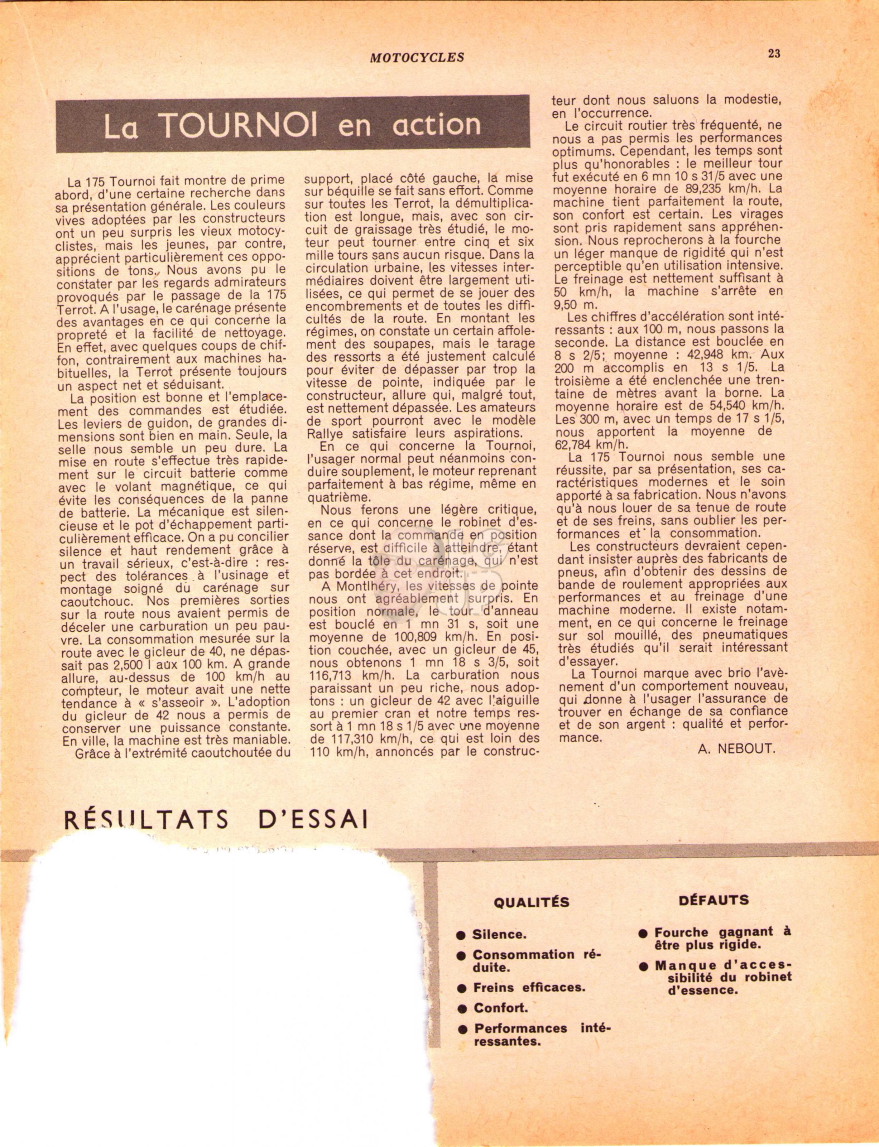 MOTOCYCLES
23
La TOURNOI en action
La 175 Tournoi fait montre de prime
abord, d'une certaine recherche dans
sa présentation générale. Les couleurs
vives adoptées par les constructeurs
ont un peu surpris les vieux motocy-
clistes, mais les jeunes, par contre,
apprécient particulièrement ces oppo-
sitions de tons. Nous avons pu le
constater par les regards admirateurs
provoqués par le passage de la 175
Terrot. A l'usage, le carénage présente
des avantages en ce qui concerne la
propreté et la facilité de nettoyage.
En effet, avec quelques coups de chif-
fon, contrairement aux machines ha-
bituelles, la Terrot présente toujours
un aspect net et séduisant.
La position est bonne et l'emplace-
ment des commandes est étudiée.
Les leviers de guidon, de grandes di-
mensions sont bien en main. Seule, la
selle nous semble un peu dure. La
mise en route s'effectue très rapide-
ment sur le circuit batterie comme
avec le volant magnétique, ce qui
évite les conséquences de la panne
de batterie. La mécanique est silen-
cieuse et le pot d'échappement parti-
culièrement efficace. On a pu concilier
silence et haut rendement grâce à
un travail sérieux, c'est-à-dire : res-
pect des tolérances à l'usinage et
montage soigné du carénage sur
caoutchouc. Nos premières sorties
sur la route nous avaient permis de
déceler une carburation un peu pau-
vre. La consommation mesurée sur la
route avec le gicleur de 40, ne dépas-
sait pas 2,500 l aux 100 km. A grande
allure, au-dessus de 100 km/h au
compteur, le moteur avait une nette
tendance à « s'asseoir ». L'adoption
du gicleur de 42 nous a permis de
conserver une puissance constante.
En ville, la machine est très maniable.
Grâce à l'extrémité caoutchoutée du
support, placé côté gauche, la mise
sur béquille se fait sans effort. Comme
sur toutes les Terrot, la démultiplica-
tion est longue, mais, avec son cir-
cuit de graissage très étudié, le mo-
teur peut tourner entre cinq et six
mille tours sans aucun risque. Dans la
circulation urbaine, les vitesses inter-
médiaires doivent être largement uti-
lisées, ce qui permet de se jouer des
encombrements et de toutes les diffi-
cultés de la route. En montant les
régimes, on constate un certain affole-
ment des soupapes, mais le tarage
des ressorts a été justement calculé
pour éviter de dépasser par trop la
vitesse de pointe, indiquée par le
constructeur, allure qui, malgré tout,
est nettement dépassée. Les amateurs
de sport pourront avec le modèle
Rallye satisfaire leurs aspirations.
En ce qui concerne la Tournoi,
l'usager normal peut néanmoins con-
duire souplement, le moteur reprenant
parfaitement à bas régime, même en
quatrième.
Nous ferons une légère critique,
en ce qui concerne le robinet d'es-
sance dont la commande en position
réserve, est difficile à atteindre, étant
donné la tôle du carénage, qui n'est
pas bordée à cet endroit.
A Montlhéry, les vitesses de pointe
nous ont agréablement surpris. En
position normale, le tour d'anneau
est bouclé en 1 mn 31 s, soit une
moyenne de 100,809 km/h. En posi-
tion couchée, avec un gicleur de 45,
nous obtenons 1 mn 18 s 3/5, soit
116,713 km/h. La carburation nous
paraissant un peu riche, nous adop-
tons : un gicleur de 42 avec l'aiguille
au premier cran et notre temps res-
sort à 1 mn 18 s 1/5 avec une moyenne
de 117,310 km/h, ce qui est loin des
110 km/h, annoncés par le construc-
teur dont nous saluons la modestie,
en l'occurrence.
Le circuit routier très fréquenté, ne
nous a pas permis les performances
optimums. Cependant, les temps sont
plus qu'honorables : le meilleur tour
fut exécuté en 6 mn 10 s 31/5 avec une
moyenne horaire de 89,235 km/h. La
machine tient parfaitement la route,
son confort est certain. Les virages
sont pris rapidement sans appréhen-
sion. Nous reprocherons à la fourche
un léger manque de rigidité qui n'est
perceptible qu'en utilisation intensive.
Le freinage est nettement suffisant à
50 km/h, la machine s'arrête en
9,50 m.
Les chiffres d'accélération sont inté-
ressants : aux 100 m, nous passons la
seconde. La distance est bouclée en
8 s 2/5; moyenne : 42,948 km. Aux
200 m accomplis en 13 s 1/5. La
troisième a été enclenchée une tren-
taine de mètres avant la borne. La
moyenne horaire est de 54,540 km/h.
Les 300 m, avec un temps de 17 s 1/5,
nous apportent la moyenne de
62,784 km/h.
La 175 Tournoi nous semble une
réussite, par sa présentation, ses ca-
ractéristiques modernes et le soin
apporté à sa fabrication. Nous n'avons
qu'à nous louer de sa tenue de route
et de ses freins, sans oublier les per-
formances et la consommation.
Les constructeurs devraient cepen-
dant insister auprès des fabricants de
pneus, afin d'obtenir des dessins de
bande de roulement appropriées aux
performances et au freinage d'une
machine moderne. Il existe notam-
ment, en ce qui concerne le freinage
sur sol mouillé, des pneumatiques
très étudiés qu'il serait intéressant
d'essayer.
La Tournoi marque avec brio l'avè-
nement d'un comportement nouveau,
qui donne à l'usager l'assurance de
trouver en échange de sa confiance
et de son argent : qualité et perfor-
mance.
A. NEBOUT.
RÉSULTATS D'ESSAI
QUALITÉS
● Silence.
● Consommation ré-
duite.
● Freins efficaces.
● Confort.
● Performances inté-
ressantes.
DÉFAUTS
● Fourche gagnant à
être plus rigide.
● Manque d'acces-
sibilité du robinet
d'essence.